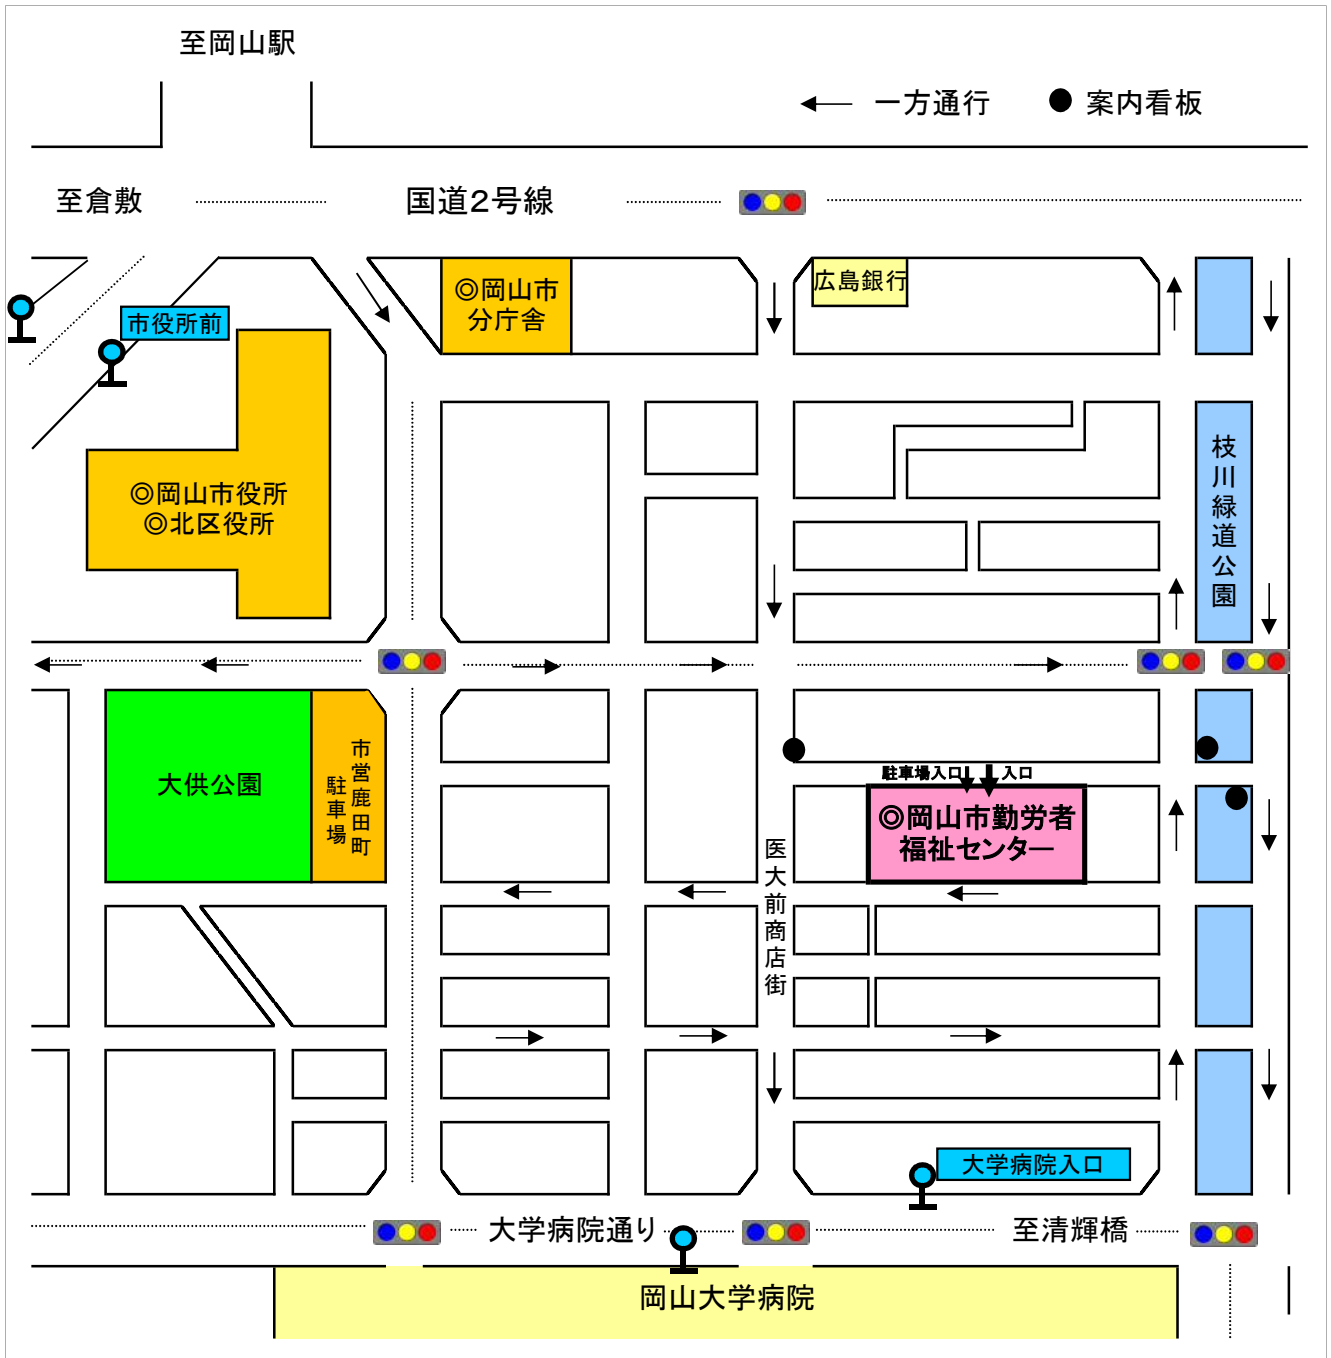 至岡山駅
一方通行
案内看板
至倉敷
国道2号線
◎岡山市
分庁舎
広島銀行
市役所前
◎岡山市役所
◎北区役所
枝川緑道公園
大供公園
市営鹿田町
駐車場
駐車場入口
入口
◎岡山市勤労者
福祉センター
医大前商店街
大学病院入口
大学病院通り
至清輝橋
岡山大学病院